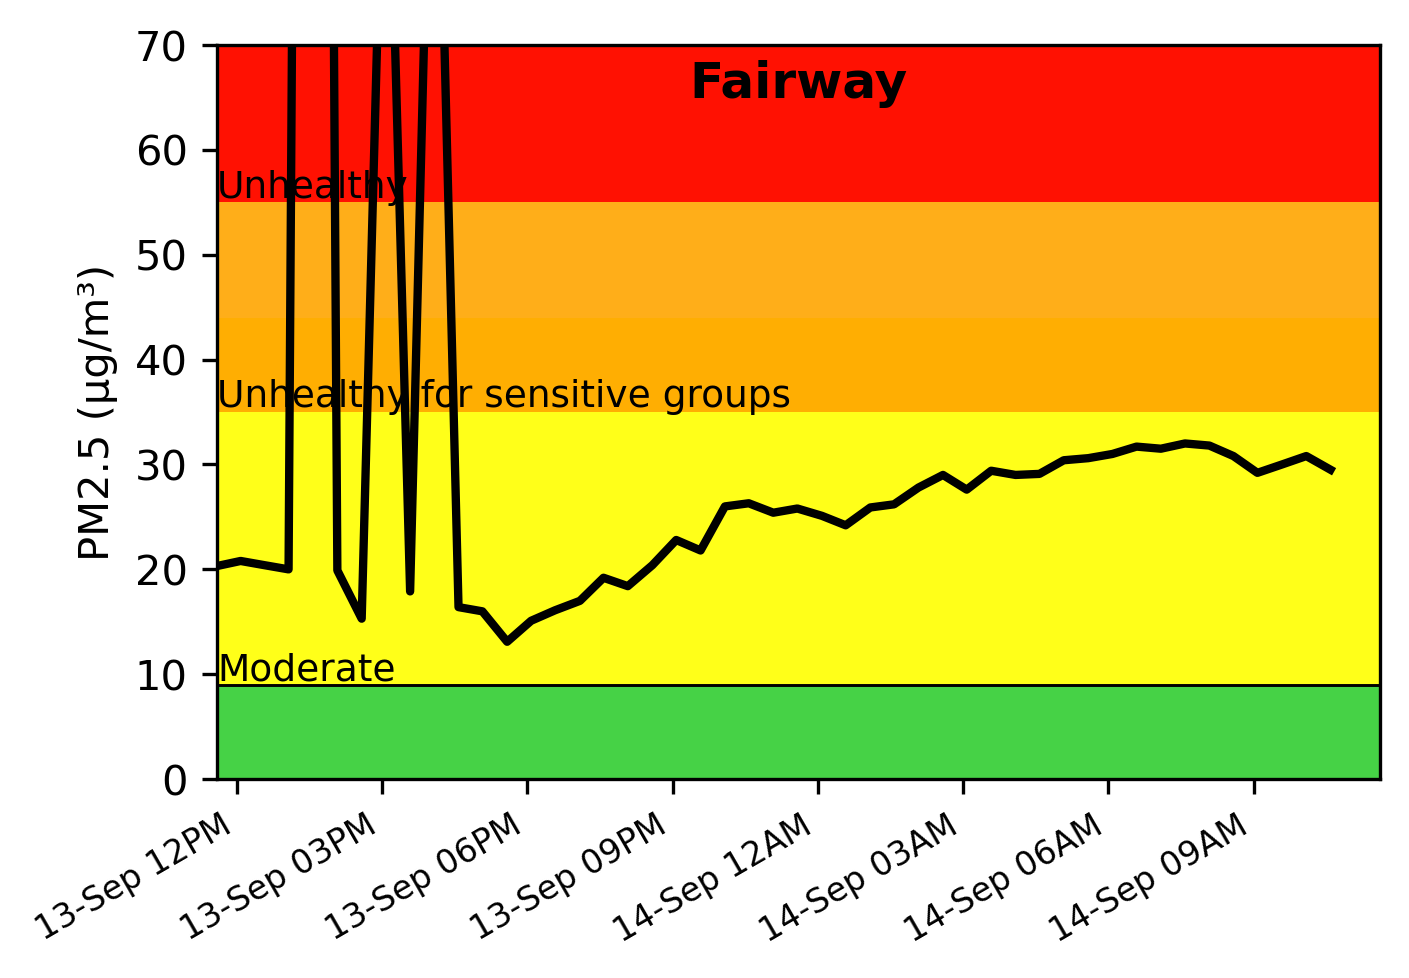 Fairway
PM2.5 (µg/m³)
70
60
50
40
30
20
10
0
Unhealthy
Unhealthy for sensitive groups
Moderate
13-Sep 12PM
13-Sep 03PM
13-Sep 06PM
13-Sep 09PM
14-Sep 12AM
14-Sep 03AM
14-Sep 06AM
14-Sep 09AM